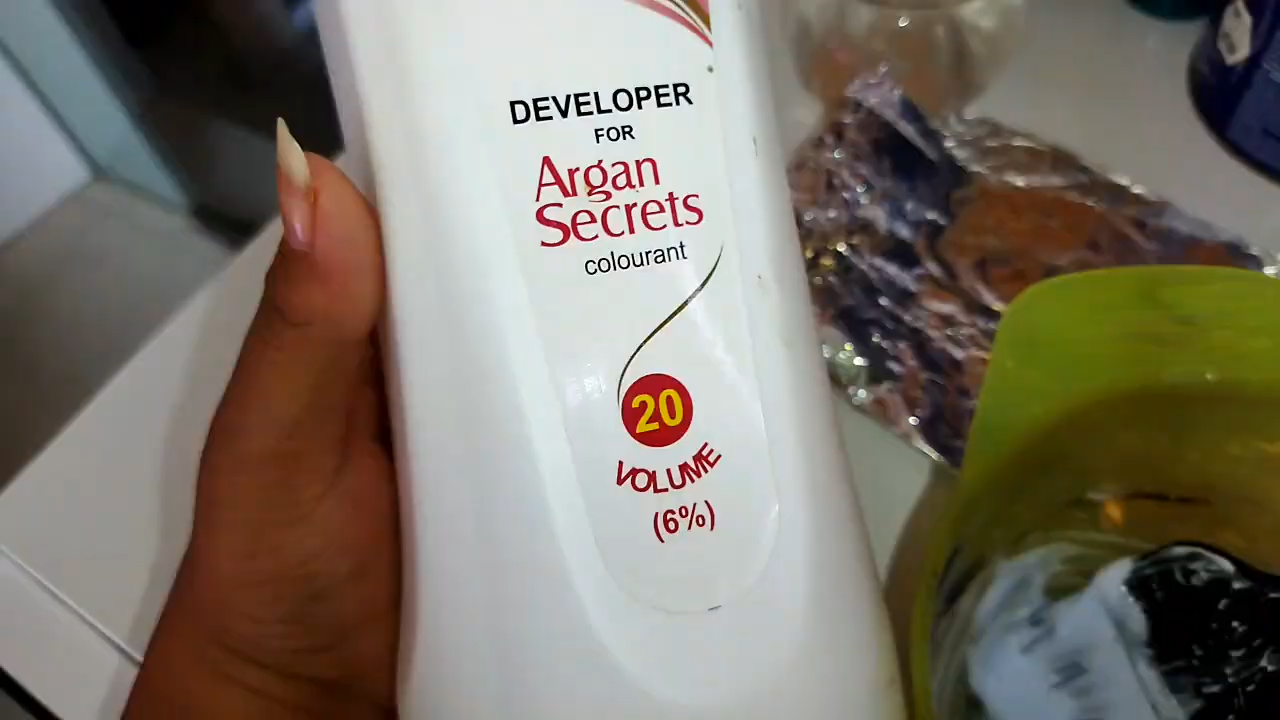 DEVELOPER
FOR
Argan
Secrets
colourant
20
VOLUME
(6%)